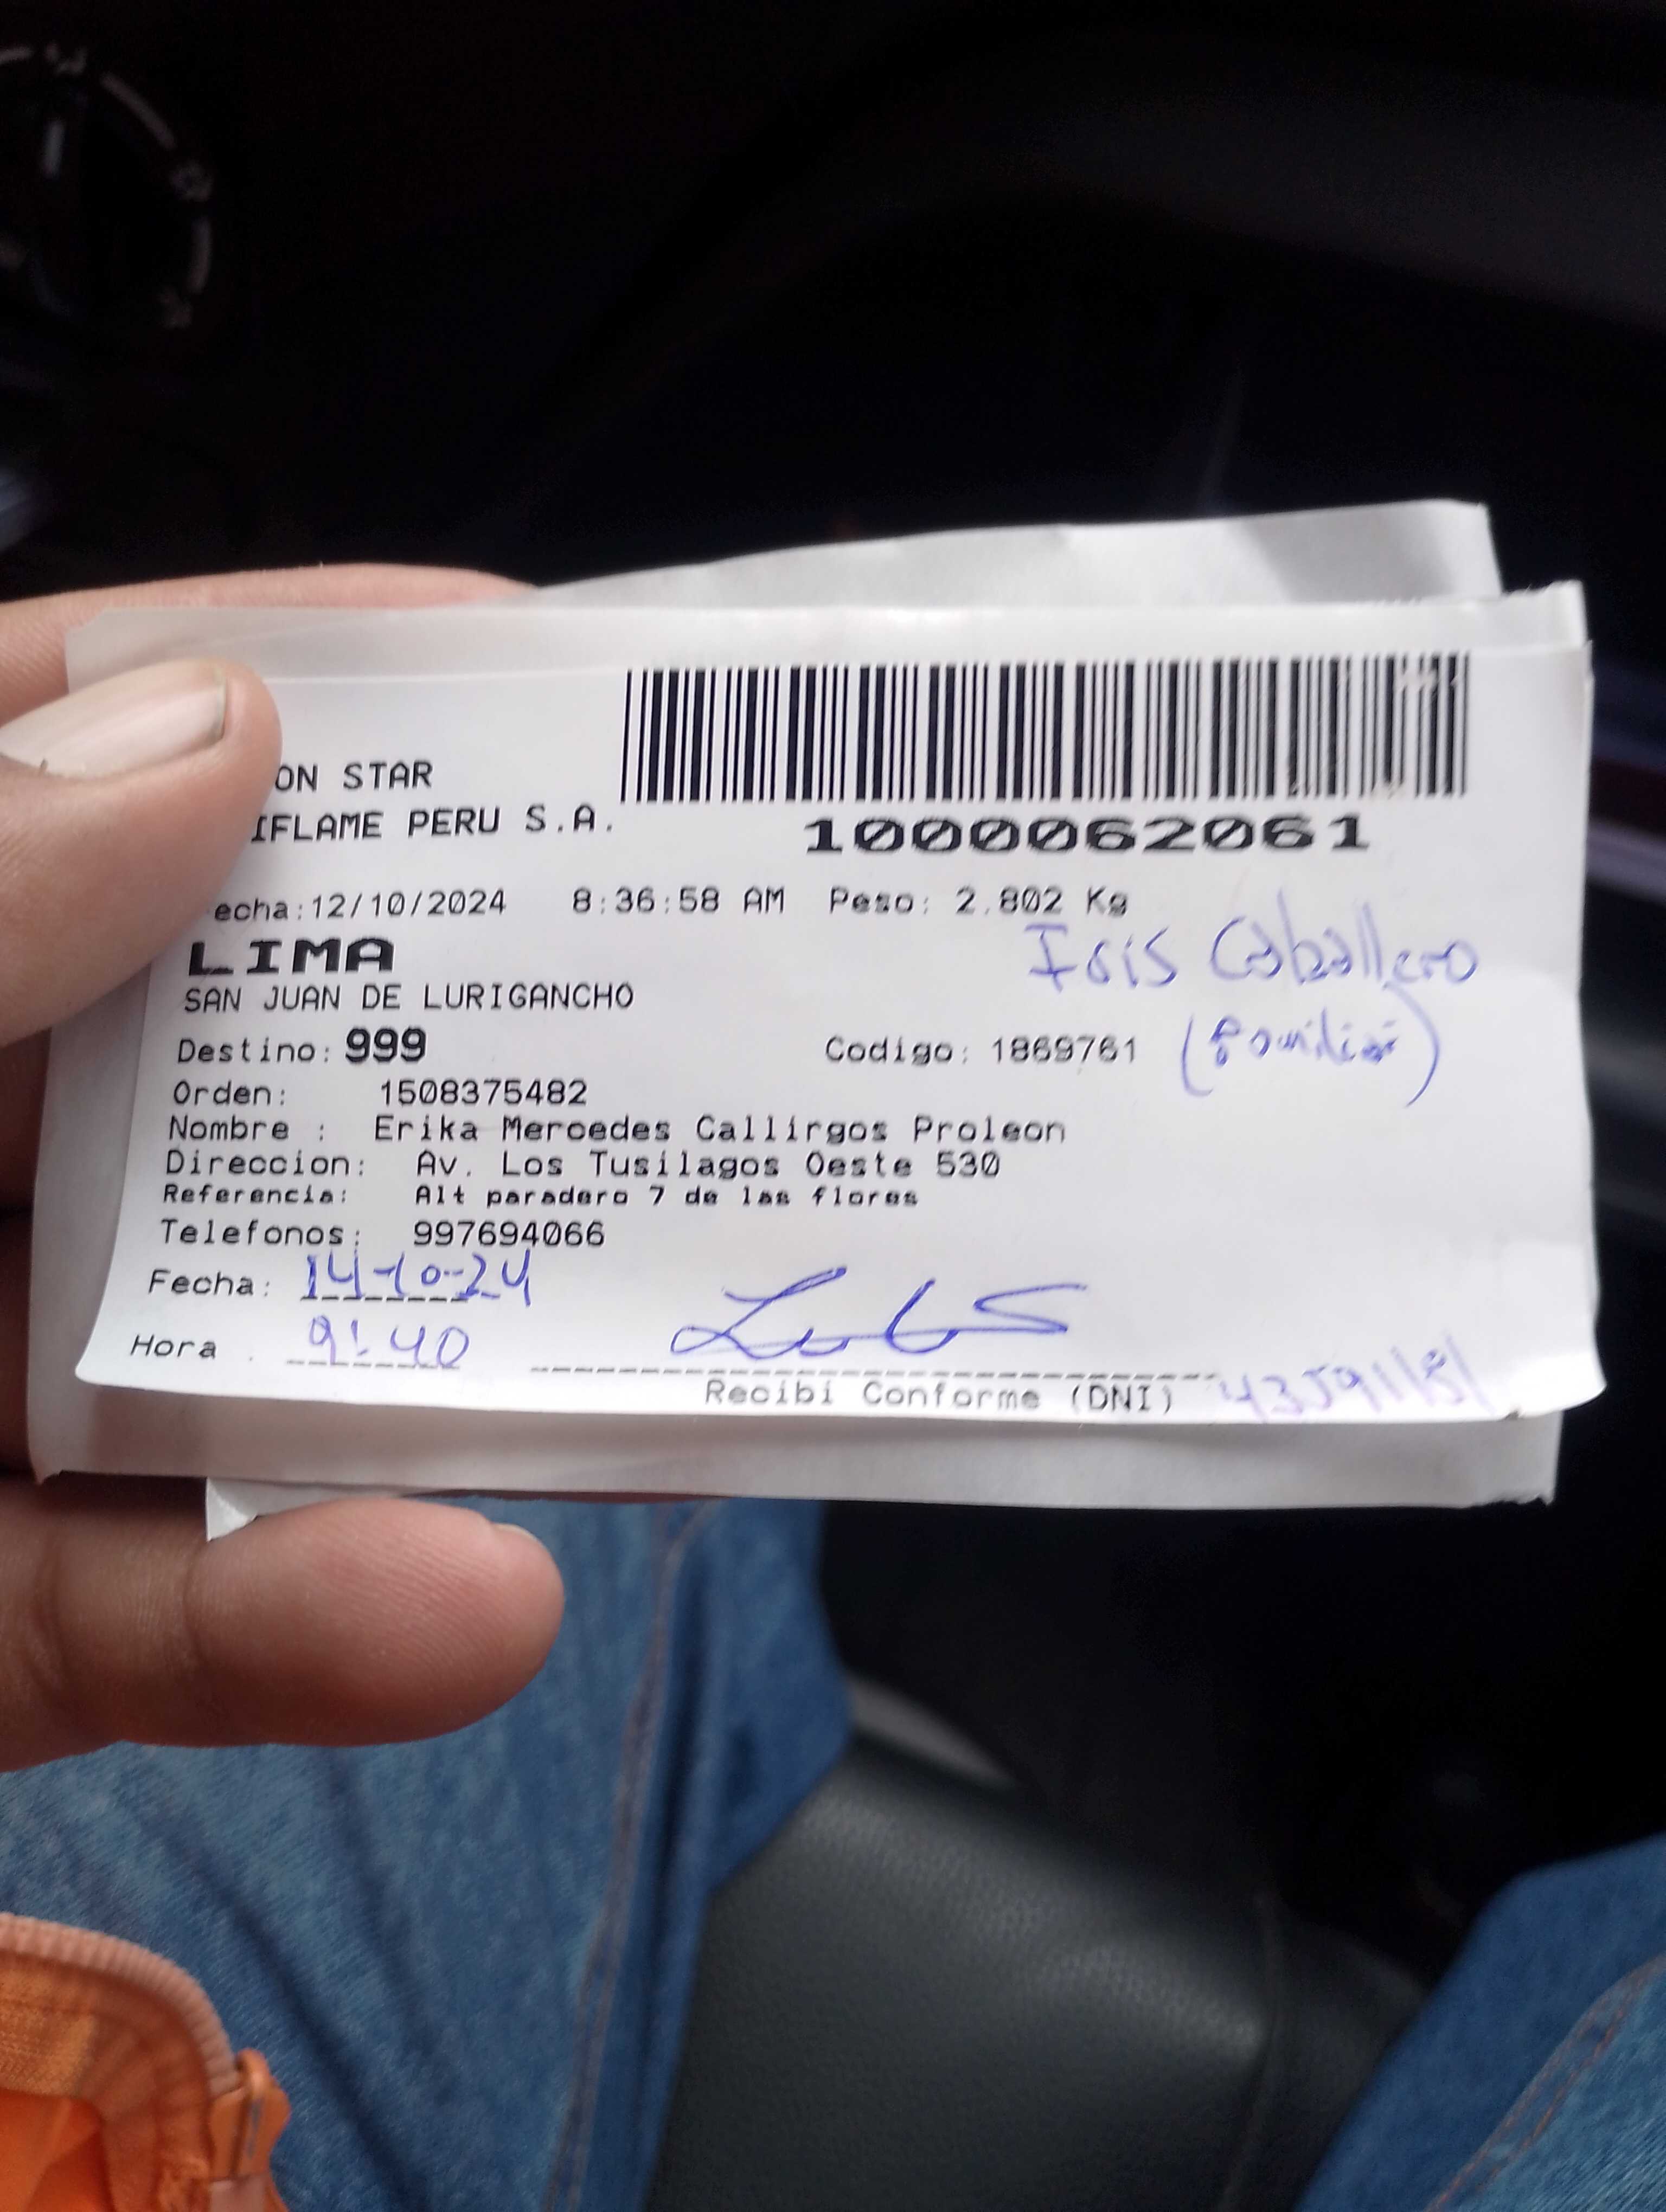 ON STAR
IFLAME PERU S.A.
1000062061
echa:12/10/2024 8:36:58 AM Peso: 2.802 Kg
LIMA
Iris Caballero
SAN JUAN DE LURIGANCHO
Destino: 999 Codigo: 1869761 (familiar)
Orden: 1508375482
Nombre : Erika Mercedes Callirgos Proleon
Direccion: Av. Los Tusilagos Oeste 530
Referencia: Alt paradero 7 de las flores
Telefonos: 997694066
Fecha: 14-10-24
Hora : 9:40
Recibi Conforme (DNI)